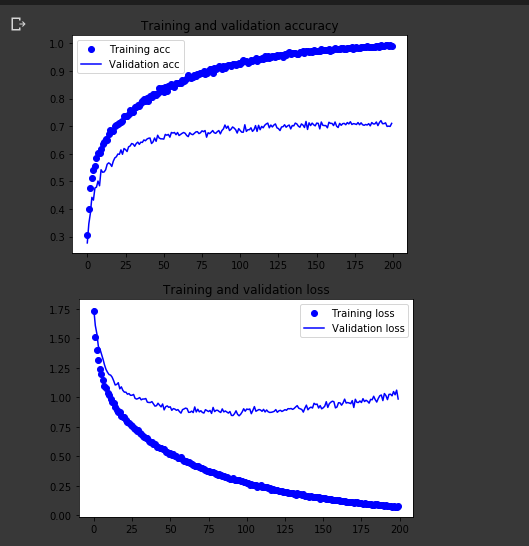 Training and validation accuracy
1.0
0.9
0.8
0.7
0.6
0.5
0.4
0.3
Training acc
Validation acc
0 25 50 75 100 125 150 175 200
Training and validation loss
1.75
1.50
1.25
1.00
0.75
0.50
0.25
0.00
Training loss
Validation loss
0 25 50 75 100 125 150 175 200